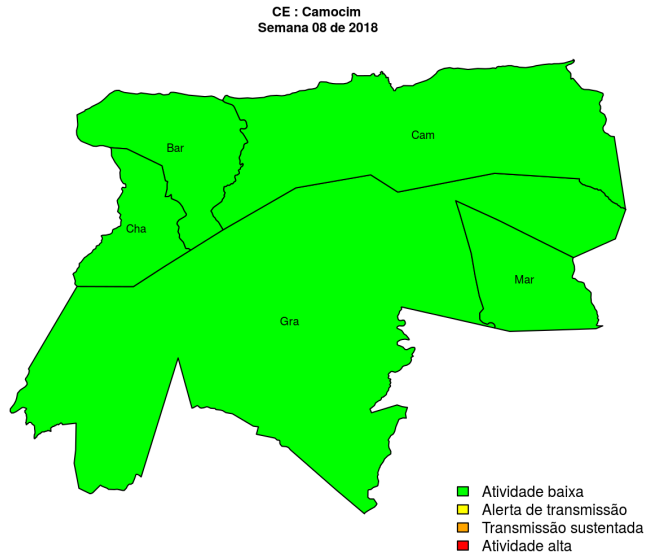 CE : Camocim
Semana 08 de 2018
Bar
Cam
Cha
Mar
Gra
Atividade baixa
Alerta de transmissão
Transmissão sustentada
Atividade alta